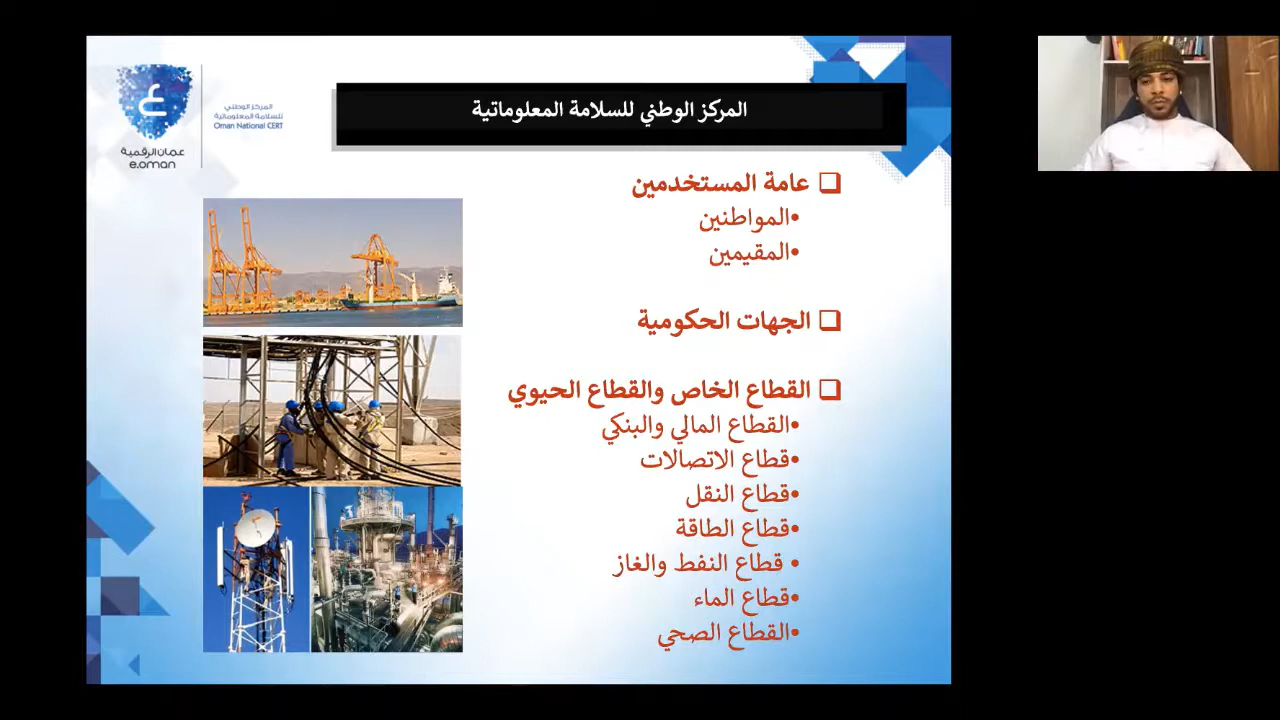 المركز الوطني
للسلامة المعلوماتية
Oman National CERT
عمان الرقمية
e.oman
المركز الوطني للسلامة المعلوماتية
❑ عامة المستخدمين
•المواطنين
•المقيمين
❑ الجهات الحكومية
❑ القطاع الخاص والقطاع الحيوي
•القطاع المالي والبنكي
•قطاع الاتصالات
•قطاع النقل
•قطاع الطاقة
• قطاع النفط والغاز
•قطاع الماء
•القطاع الصحي